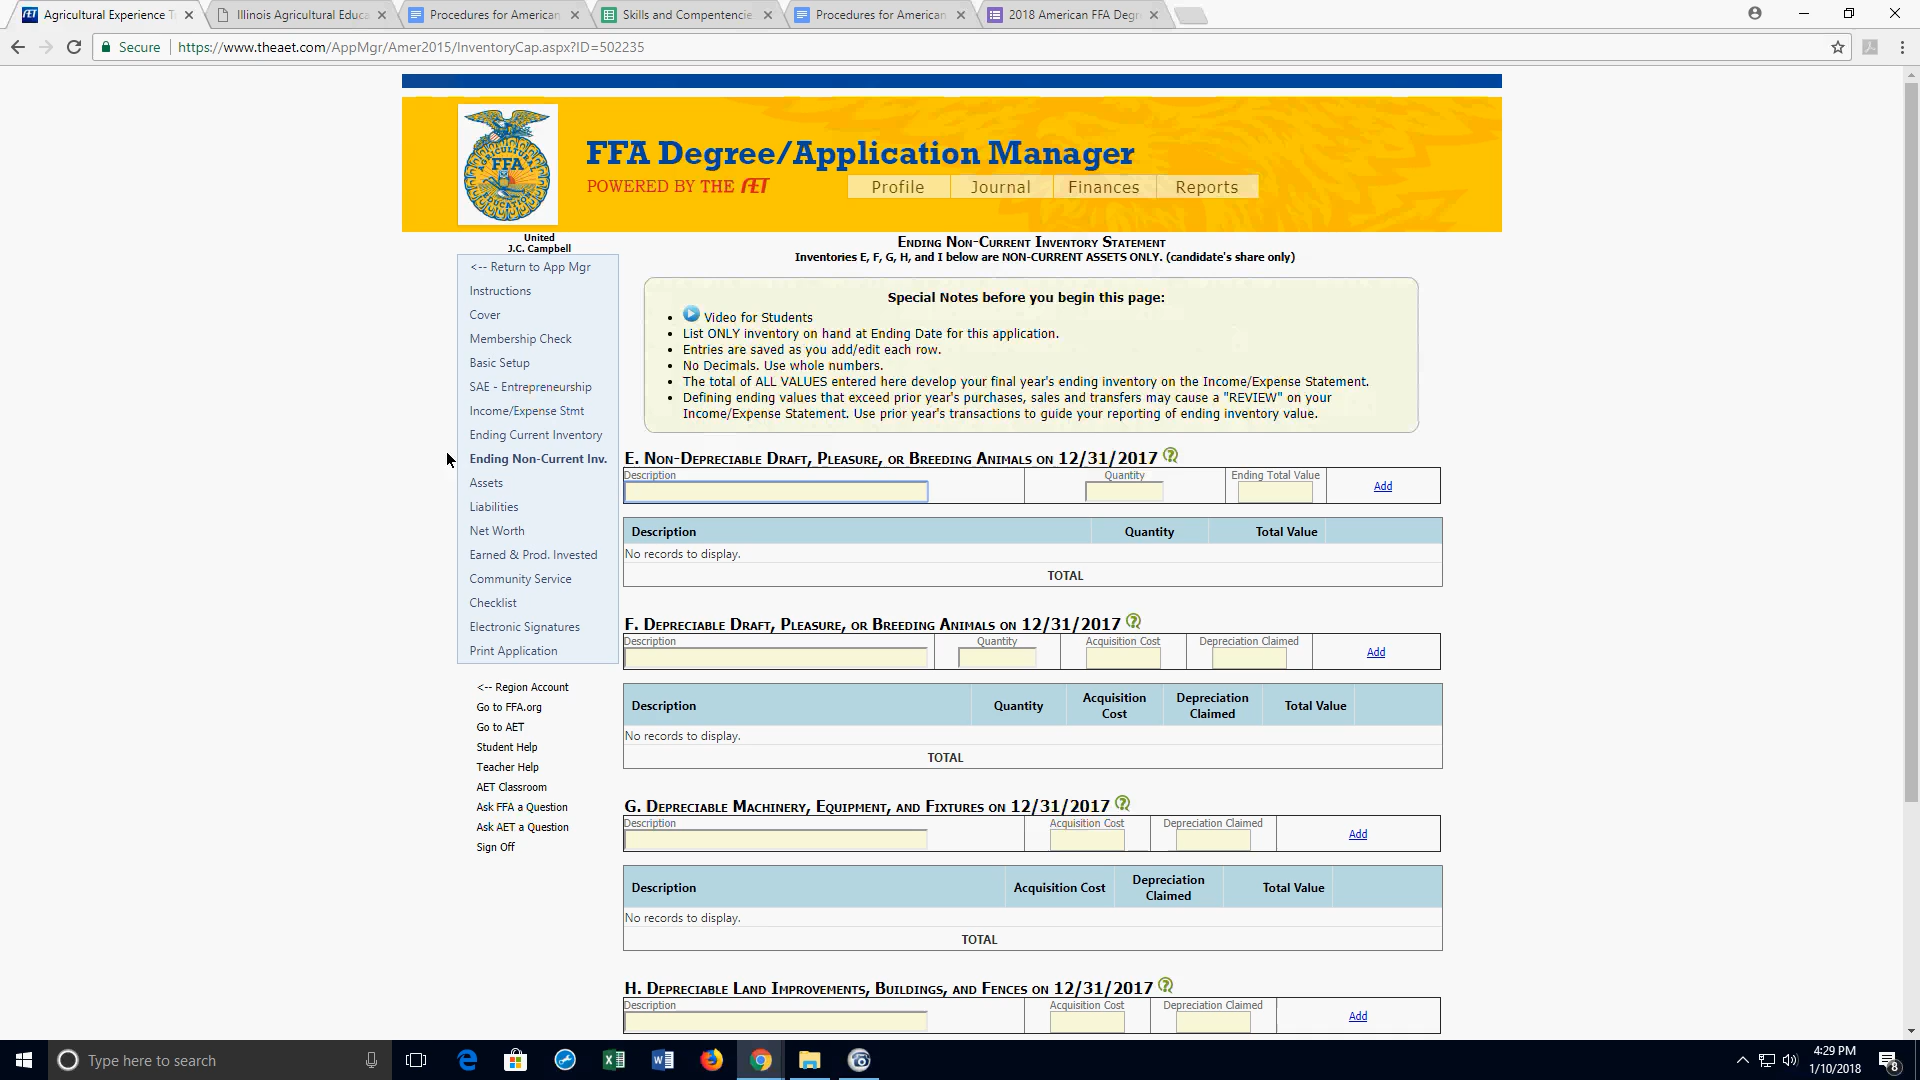 Agricultural Experience T
Illinois Agricultural Educa
Procedures for American
Skills and Competencie
Procedures for American
2018 American FFA Degr
Secure
https://www.theaet.com/AppMgr/Amer2015/InventoryCap.aspx?ID=502235
FFA Degree/Application Manager
POWERED BY THE ÆT
Profile Journal Finances Reports
FFA
AGRICULTURAL EDUCATION
United
J.C. Campbell
<-- Return to App Mgr
Instructions
Cover
Membership Check
Basic Setup
SAE - Entrepreneurship
Income/Expense Stmt
Ending Current Inventory
Ending Non-Current Inv.
Assets
Liabilities
Net Worth
Earned & Prod. Invested
Community Service
Checklist
Electronic Signatures
Print Application
<-- Region Account
Go to FFA.org
Go to AET
Student Help
Teacher Help
AET Classroom
Ask FFA a Question
Ask AET a Question
Sign Off
Ending Non-Current Inventory Statement
Inventories E, F, G, H, and I below are NON-CURRENT ASSETS ONLY. (candidate's share only)
Special Notes before you begin this page:
• Video for Students
• List ONLY inventory on hand at Ending Date for this application.
• Entries are saved as you add/edit each row.
• No Decimals. Use whole numbers.
• The total of ALL VALUES entered here develop your final year's ending inventory on the Income/Expense Statement.
• Defining ending values that exceed prior year's purchases, sales and transfers may cause a "REVIEW" on your
Income/Expense Statement. Use prior year's transactions to guide your reporting of ending inventory value.
E. Non-Depreciable Draft, Pleasure, or Breeding Animals on 12/31/2017
Description Quantity Ending Total Value Add
Description Quantity Total Value
No records to display.
TOTAL
F. Depreciable Draft, Pleasure, or Breeding Animals on 12/31/2017
Description Quantity Acquisition Cost Depreciation Claimed Add
Description Quantity Acquisition Cost Depreciation Claimed Total Value
No records to display.
TOTAL
G. Depreciable Machinery, Equipment, and Fixtures on 12/31/2017
Description Acquisition Cost Depreciation Claimed Add
Description Acquisition Cost Depreciation Claimed Total Value
No records to display.
TOTAL
H. Depreciable Land Improvements, Buildings, and Fences on 12/31/2017
Description Acquisition Cost Depreciation Claimed Add
Type here to search
4:29 PM
1/10/2018
8